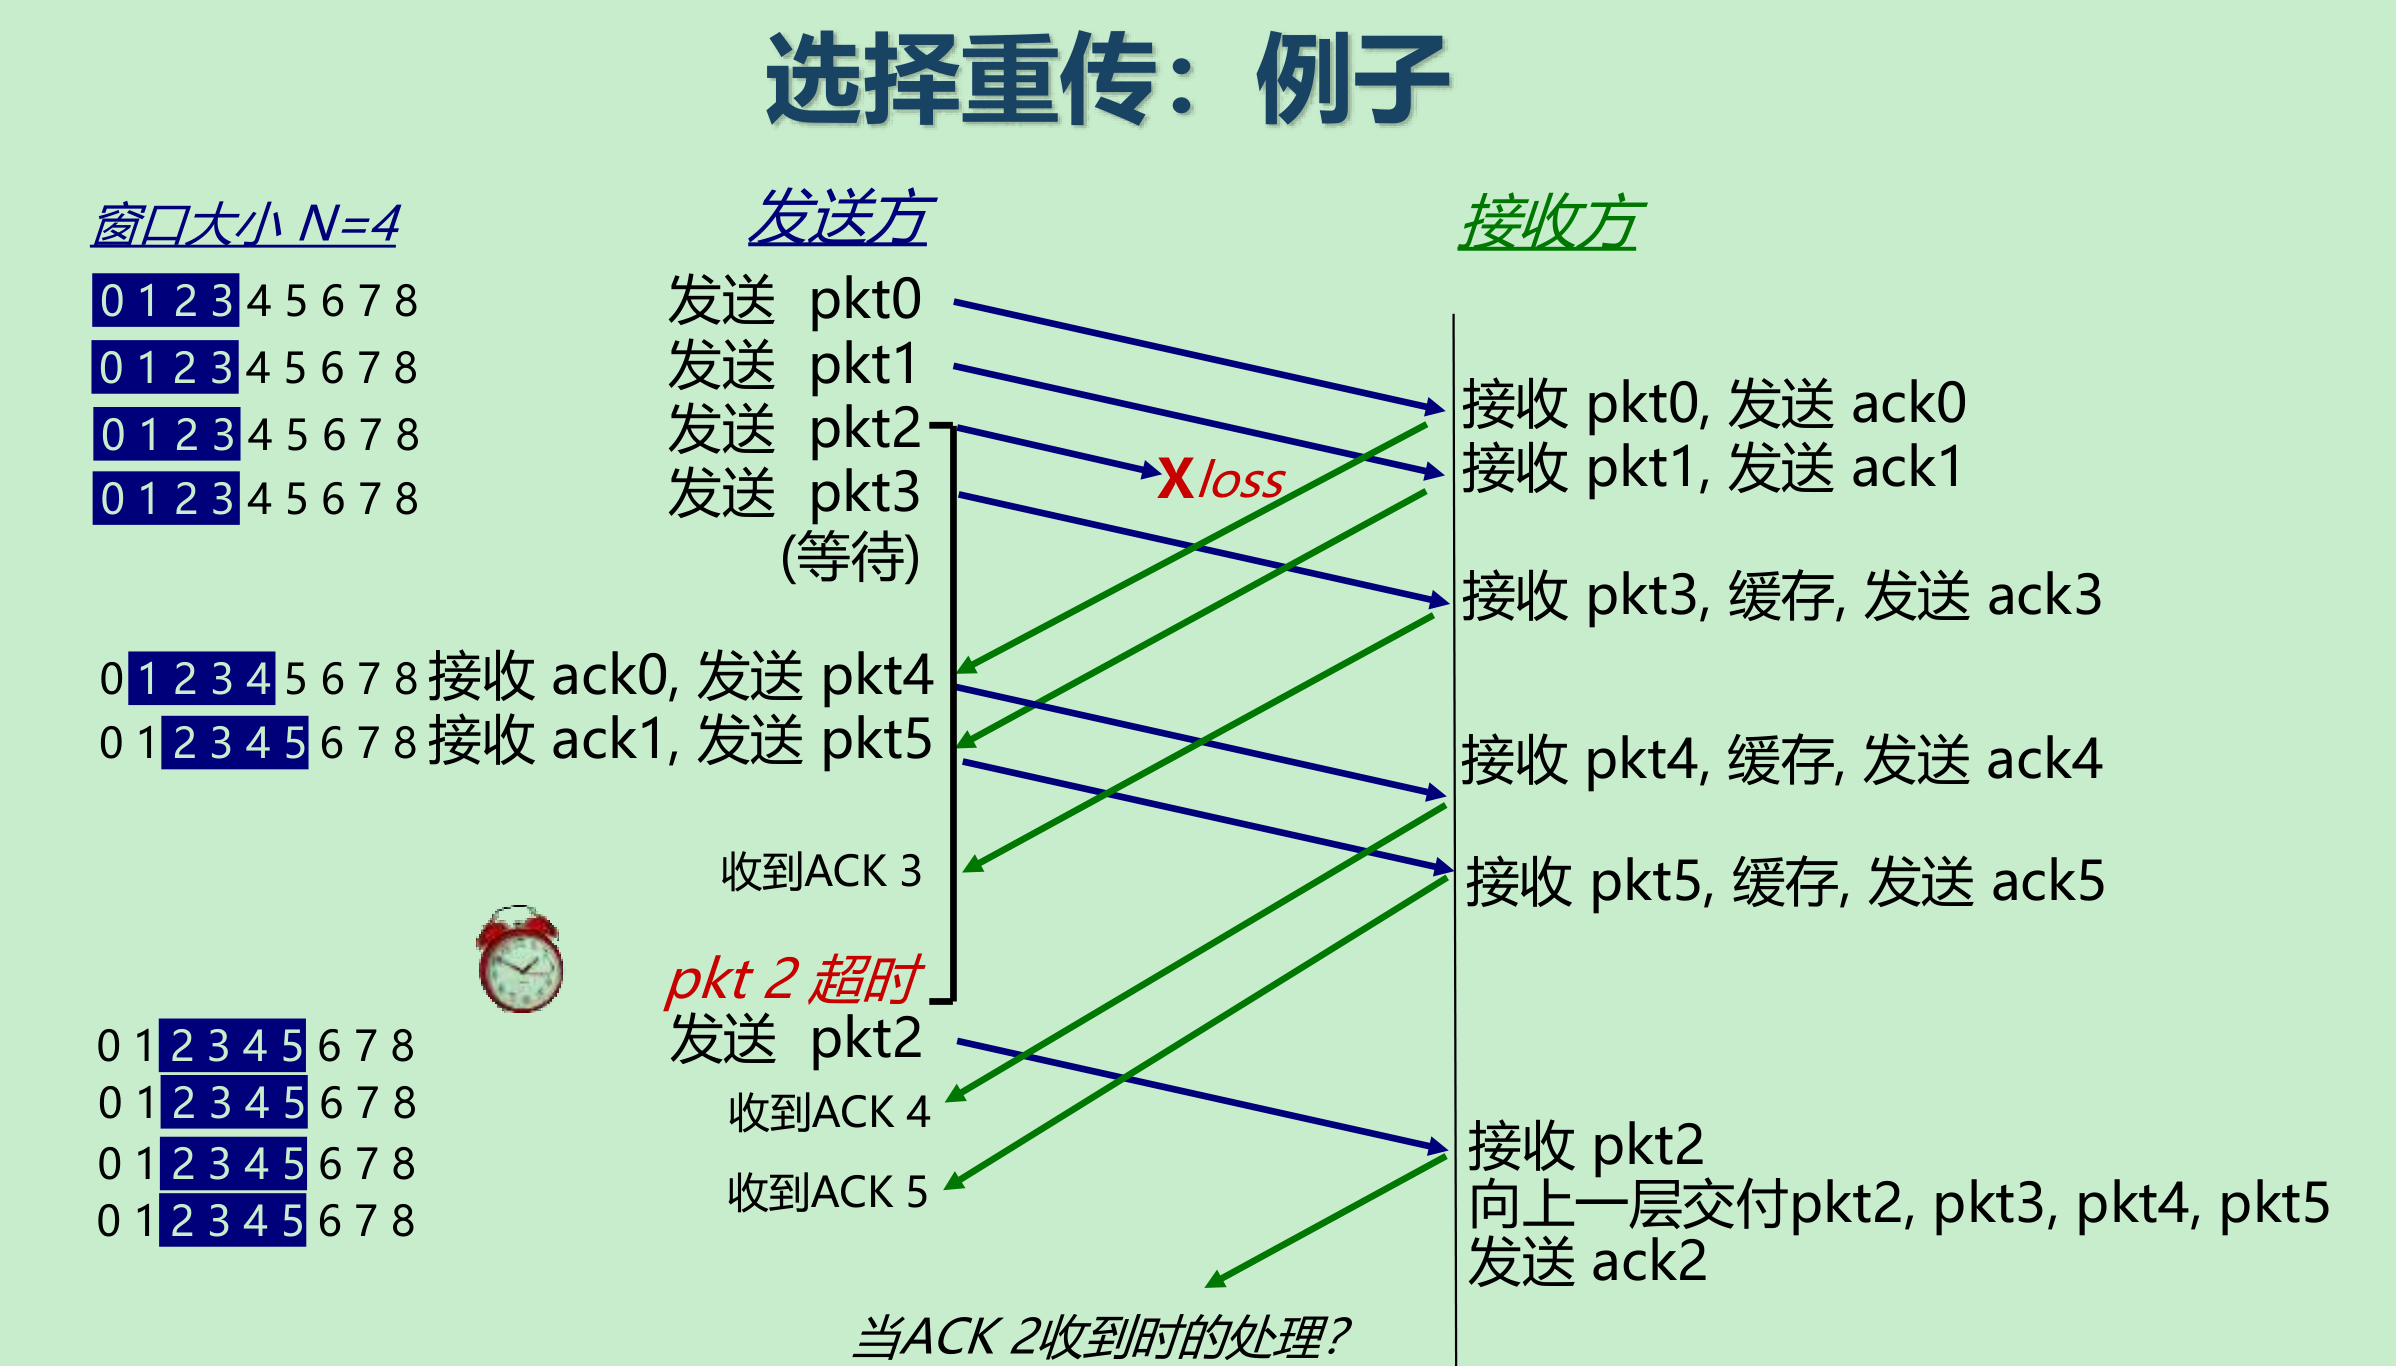 选择重传：例子
窗口大小 N=4
发送方
接收方
0 1 2 3 4 5 6 7 8
发送 pkt0
0 1 2 3 4 5 6 7 8
发送 pkt1
接收 pkt0, 发送 ack0
0 1 2 3 4 5 6 7 8
发送 pkt2
X loss
接收 pkt1, 发送 ack1
0 1 2 3 4 5 6 7 8
发送 pkt3
(等待)
接收 pkt3, 缓存, 发送 ack3
0 1 2 3 4 5 6 7 8 接收 ack0, 发送 pkt4
0 1 2 3 4 5 6 7 8 接收 ack1, 发送 pkt5
接收 pkt4, 缓存, 发送 ack4
收到ACK 3
接收 pkt5, 缓存, 发送 ack5
pkt 2 超时
0 1 2 3 4 5 6 7 8
发送 pkt2
0 1 2 3 4 5 6 7 8
收到ACK 4
0 1 2 3 4 5 6 7 8
收到ACK 5
0 1 2 3 4 5 6 7 8
接收 pkt2
向上一层交付pkt2, pkt3, pkt4, pkt5
发送 ack2
当ACK 2收到时的处理?